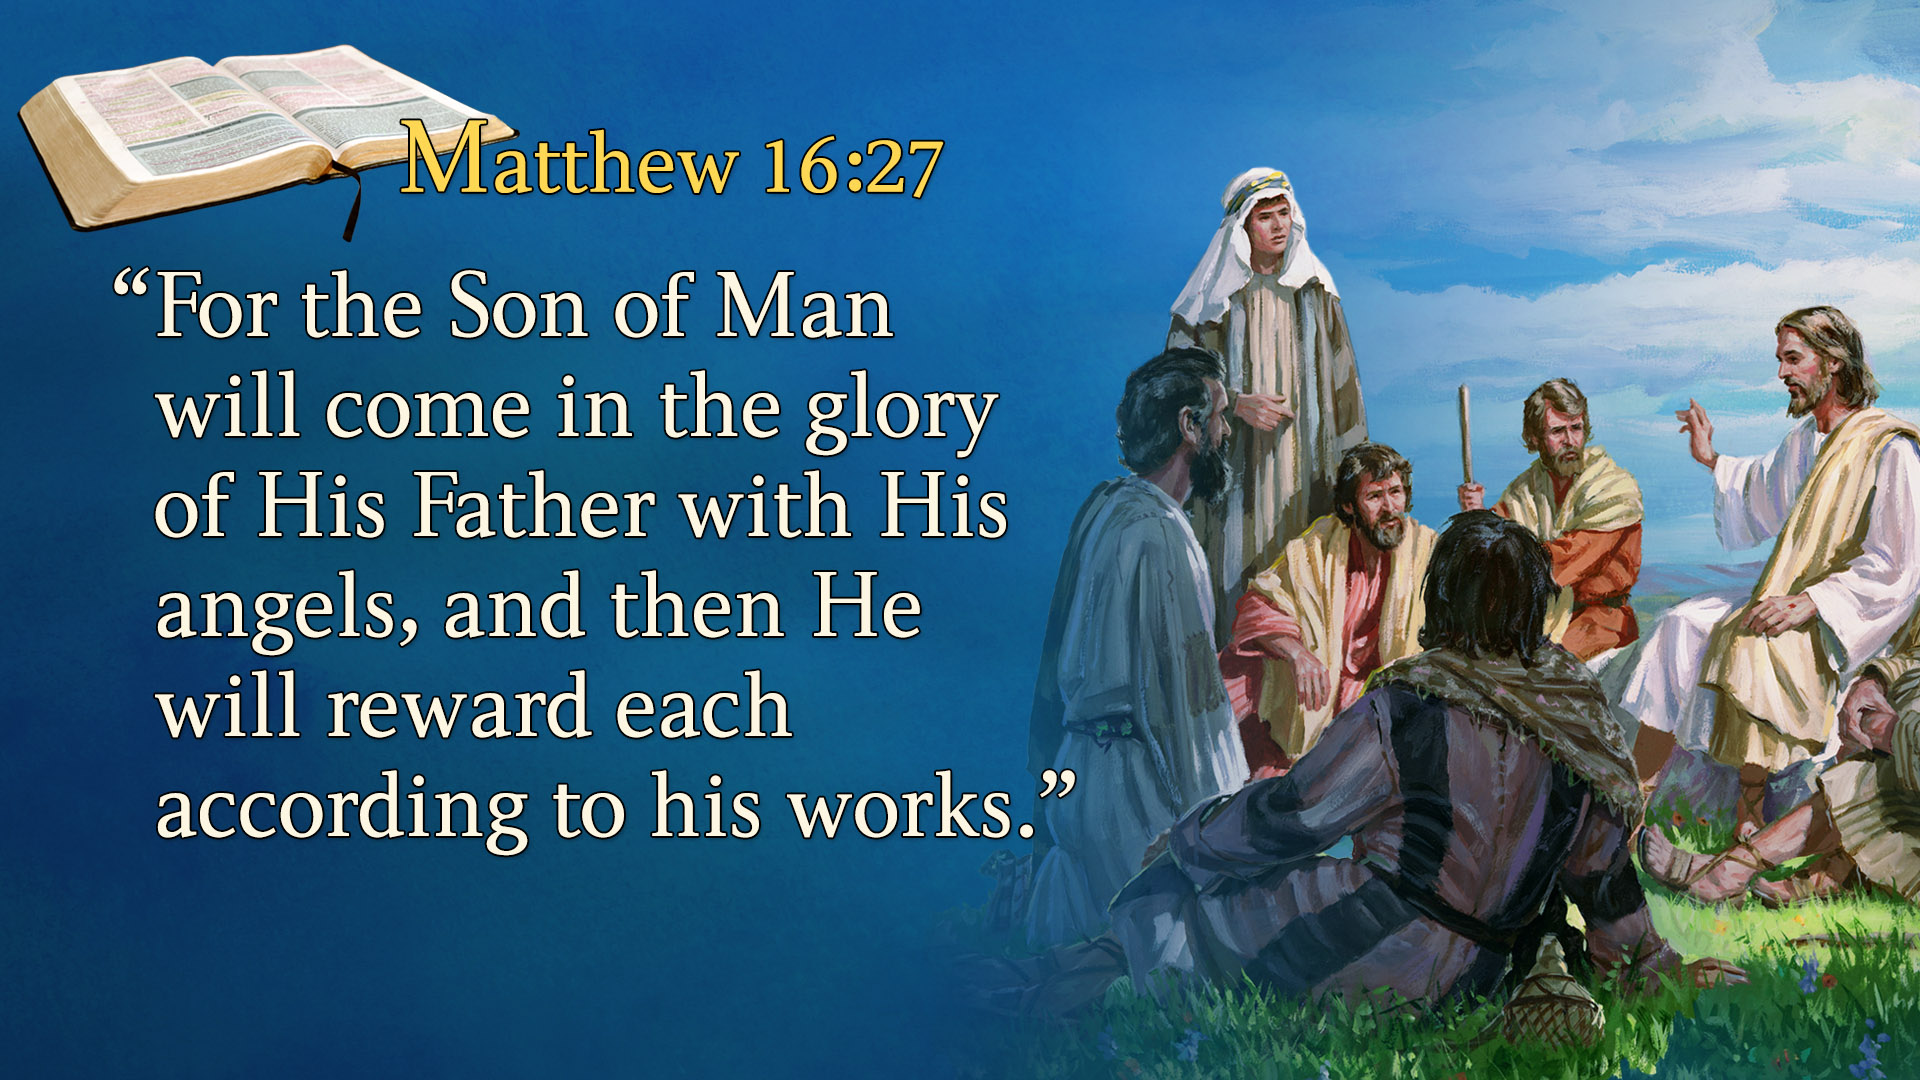 Matthew 16:27
“For the Son of Man
will come in the glory
of His Father with His
angels, and then He
will reward each
according to his works.”